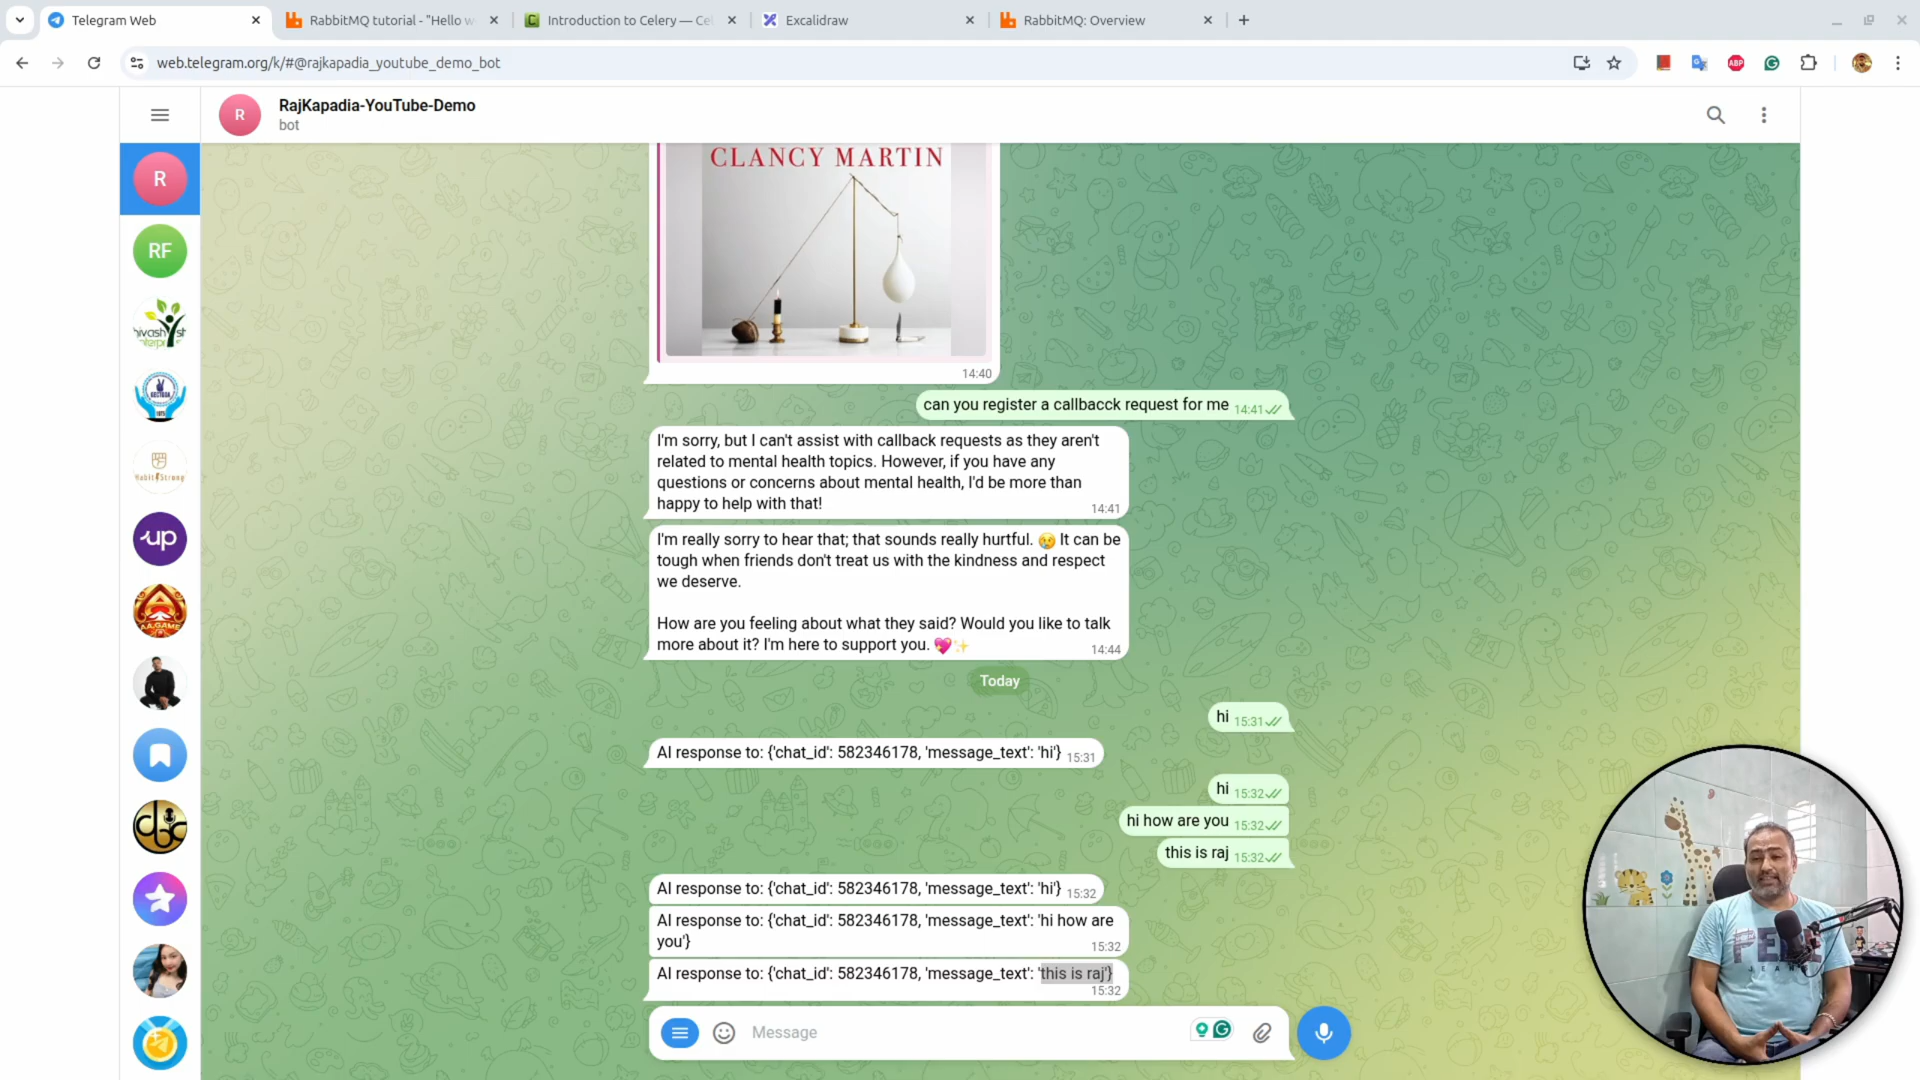 Telegram Web
RabbitMQ tutorial - "Hello w
Introduction to Celery — Cel
Excalidraw
RabbitMQ: Overview
web.telegram.org/k/#@rajkapadia_youtube_demo_bot
ABP
R
RajKapadia-YouTube-Demo
bot
R
RF
up
AA GAME
dbc
CLANCY MARTIN
14:40
can you register a callbacck request for me 14:41
I'm sorry, but I can't assist with callback requests as they aren't
related to mental health topics. However, if you have any
questions or concerns about mental health, I'd be more than
happy to help with that!
14:41
I'm really sorry to hear that; that sounds really hurtful. 😢 It can be
tough when friends don't treat us with the kindness and respect
we deserve.
How are you feeling about what they said? Would you like to talk
more about it? I'm here to support you. 💖✨
14:44
Today
hi 15:31
AI response to: {'chat_id': 582346178, 'message_text': 'hi'} 15:31
hi 15:32
hi how are you 15:32
this is raj 15:32
AI response to: {'chat_id': 582346178, 'message_text': 'hi'} 15:32
AI response to: {'chat_id': 582346178, 'message_text': 'hi how are
you'}
15:32
AI response to: {'chat_id': 582346178, 'message_text': 'this is raj'}
15:32
Message
JEANS